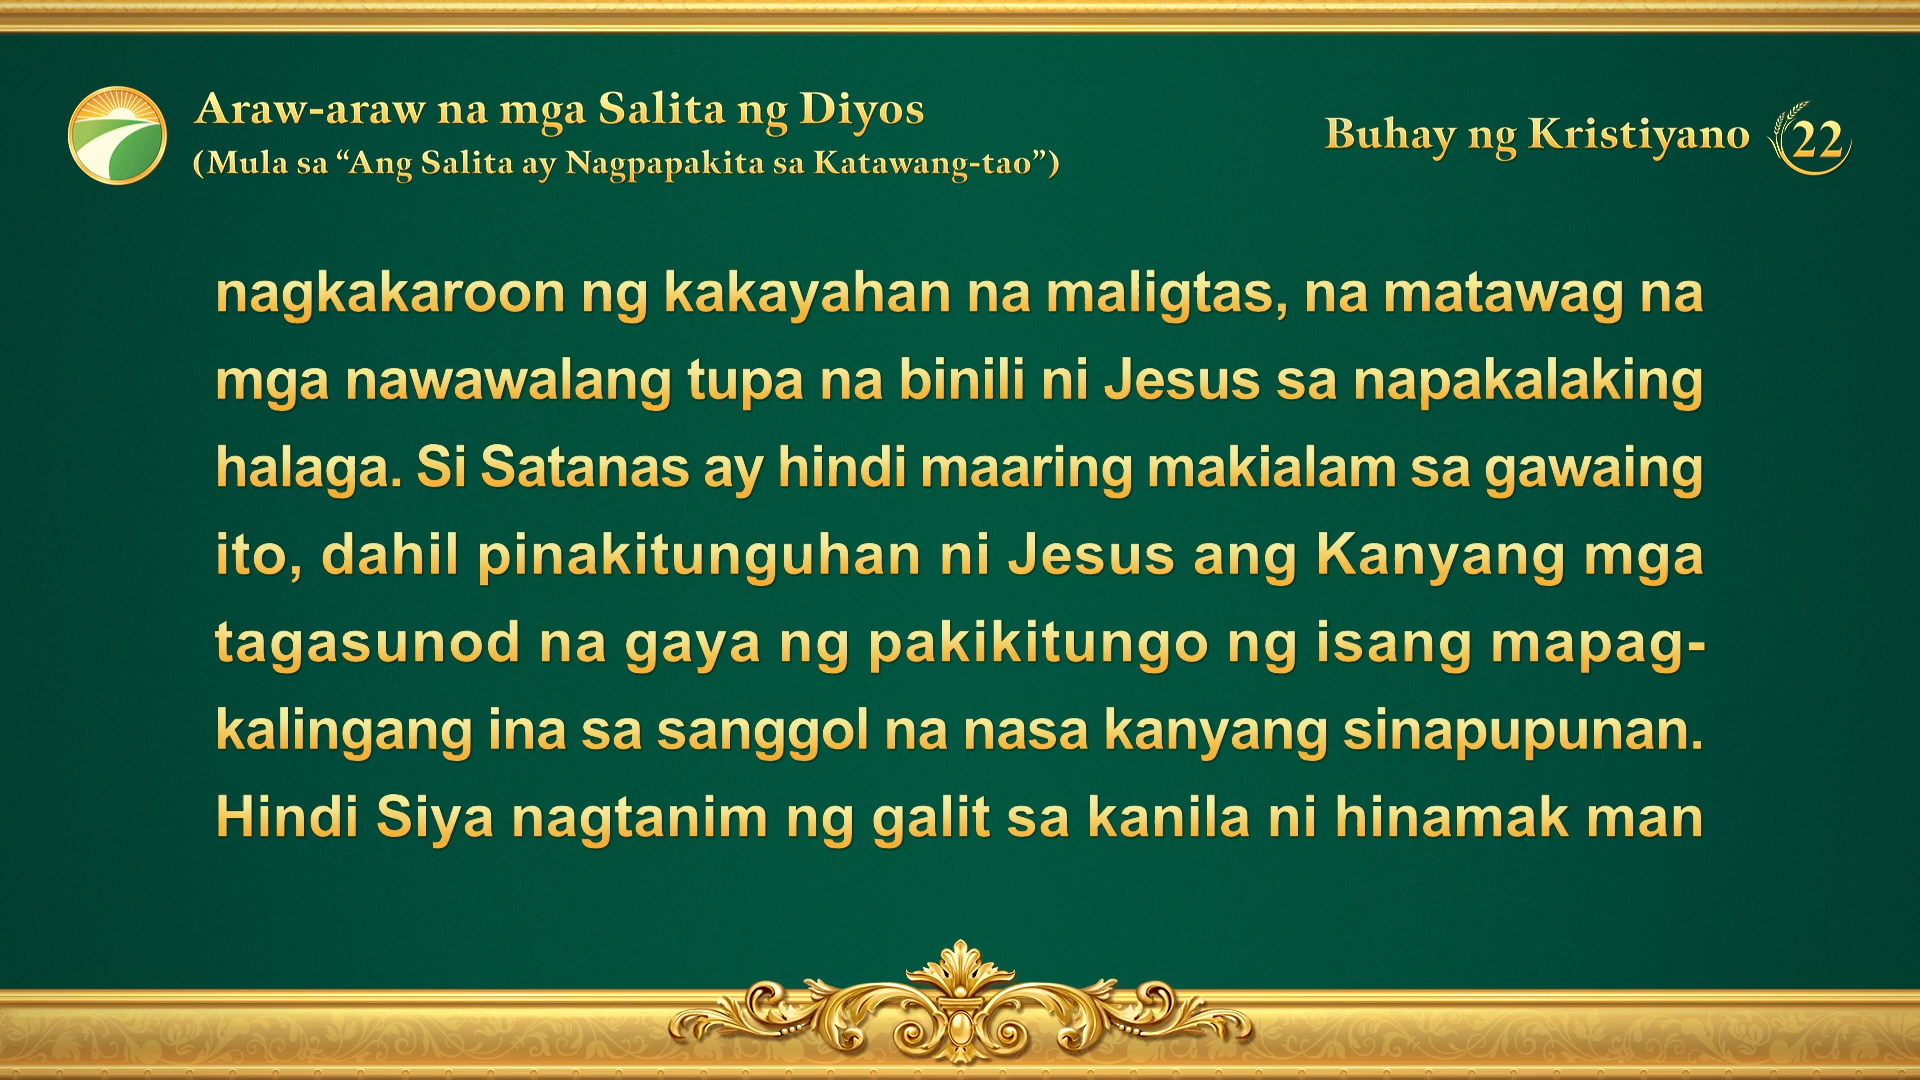 Araw-araw na mga Salita ng Diyos
(Mula sa “Ang Salita ay Nagpapakita sa Katawang-tao”)
Buhay ng Kristiyano 22
nagkakaroon ng kakayahan na maligtas, na matawag na
mga nawawalang tupa na binili ni Jesus sa napakalaking
halaga. Si Satanas ay hindi maaring makialam sa gawaing
ito, dahil pinakitunguhan ni Jesus ang Kanyang mga
tagasunod na gaya ng pakikitungo ng isang mapag-
kalingang ina sa sanggol na nasa kanyang sinapupunan.
Hindi Siya nagtanim ng galit sa kanila ni hinamak man